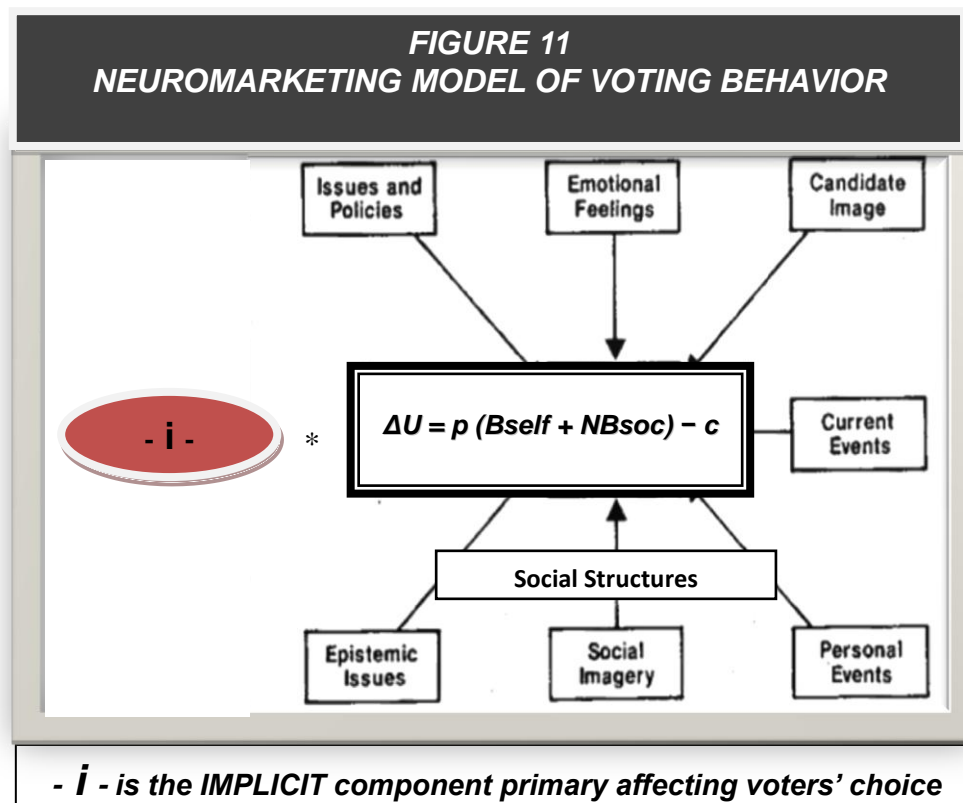 FIGURE 11
NEUROMARKETING MODEL OF VOTING BEHAVIOR
Issues and
Policies
Emotional
Feelings
Candidate
Image
- i -
*
ΔU = p (Bself + NBsoc) − c
Current
Events
Social Structures
Epistemic
Issues
Social
Imagery
Personal
Events
- i - is the IMPLICIT component primary affecting voters' choice